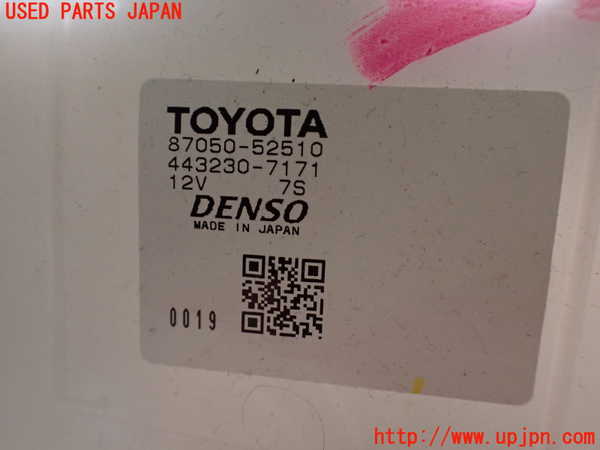 USED PARTS JAPAN
TOYOTA
87050-52510
443230-7171
12V 7S
DENSO
MADE IN JAPAN
0019
http://www.upjpn.com